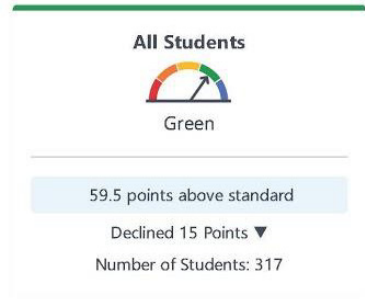 All Students
Green
59.5 points above standard
Declined 15 Points ▼
Number of Students: 317